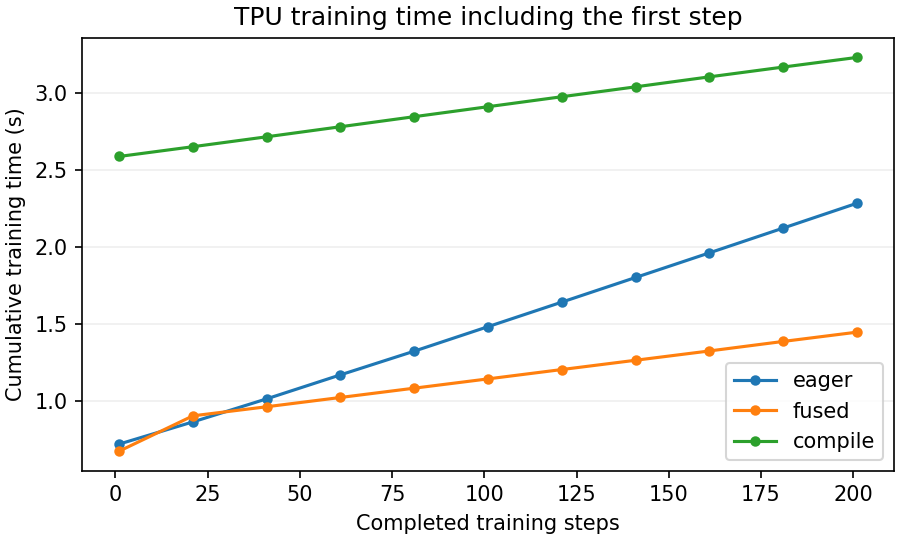 TPU training time including the first step
Cumulative training time (s)
3.0
2.5
2.0
1.5
1.0
eager
fused
compile
0 25 50 75 100 125 150 175 200
Completed training steps